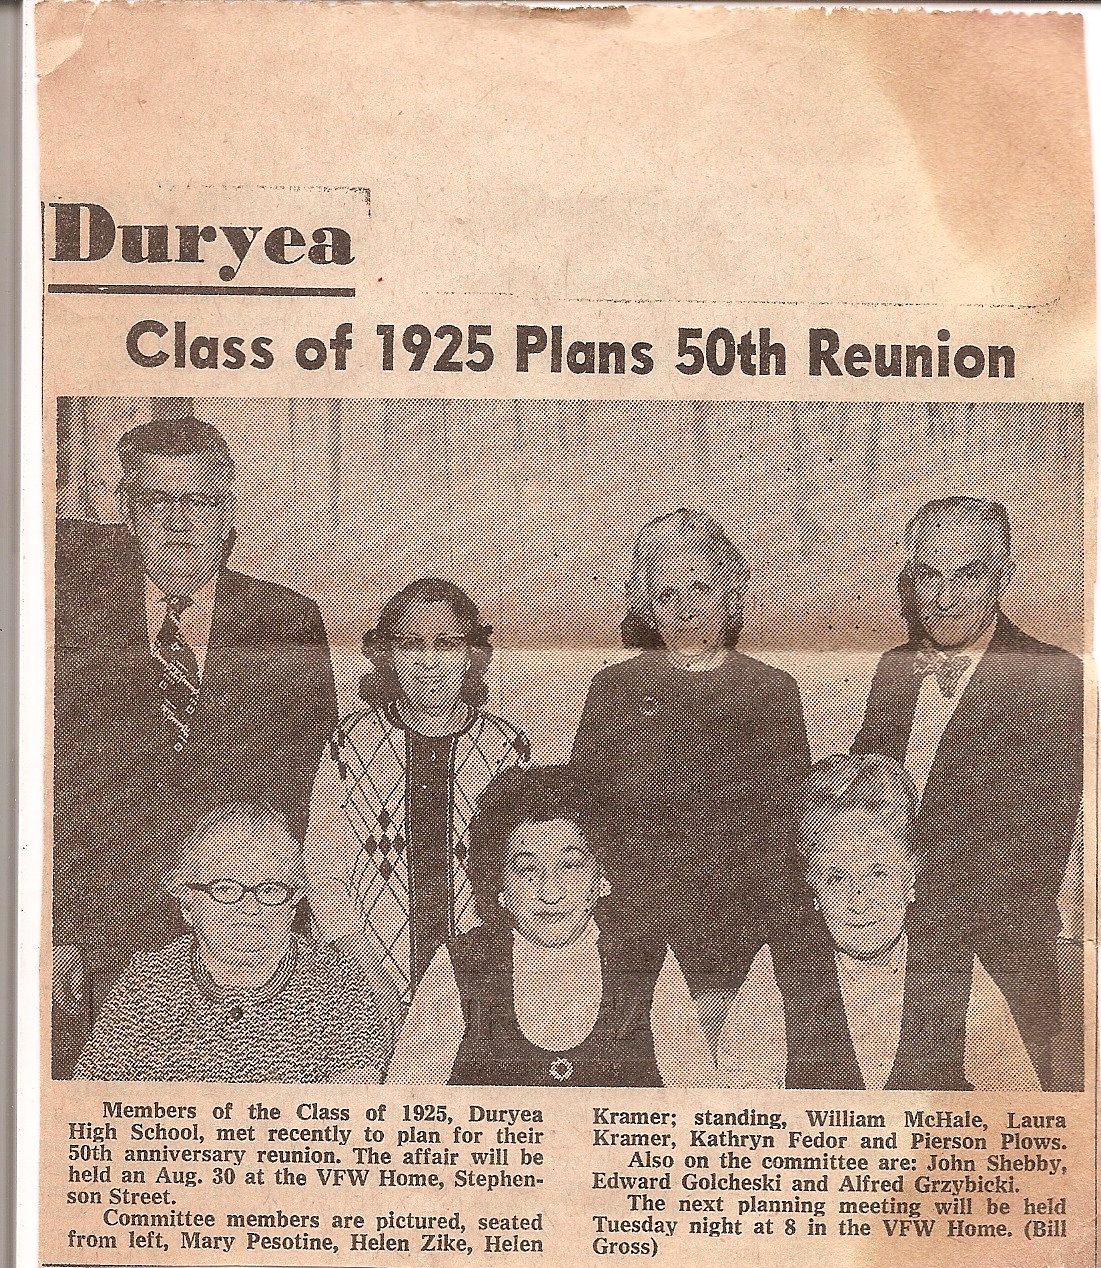 Duryea
Class of 1925 Plans 50th Reunion
Members of the Class of 1925, Duryea
High School, met recently to plan for their
50th anniversary reunion. The affair will be
held an Aug. 30 at the VFW Home, Stephen-
son Street.
Committee members are pictured, seated
from left, Mary Pesotine, Helen Zike, Helen
Kramer; standing, William McHale, Laura
Kramer, Kathryn Fedor and Pierson Plows.
Also on the committee are: John Shebby,
Edward Golcheski and Alfred Grzybicki.
The next planning meeting will be held
Tuesday night at 8 in the VFW Home. (Bill
Gross)